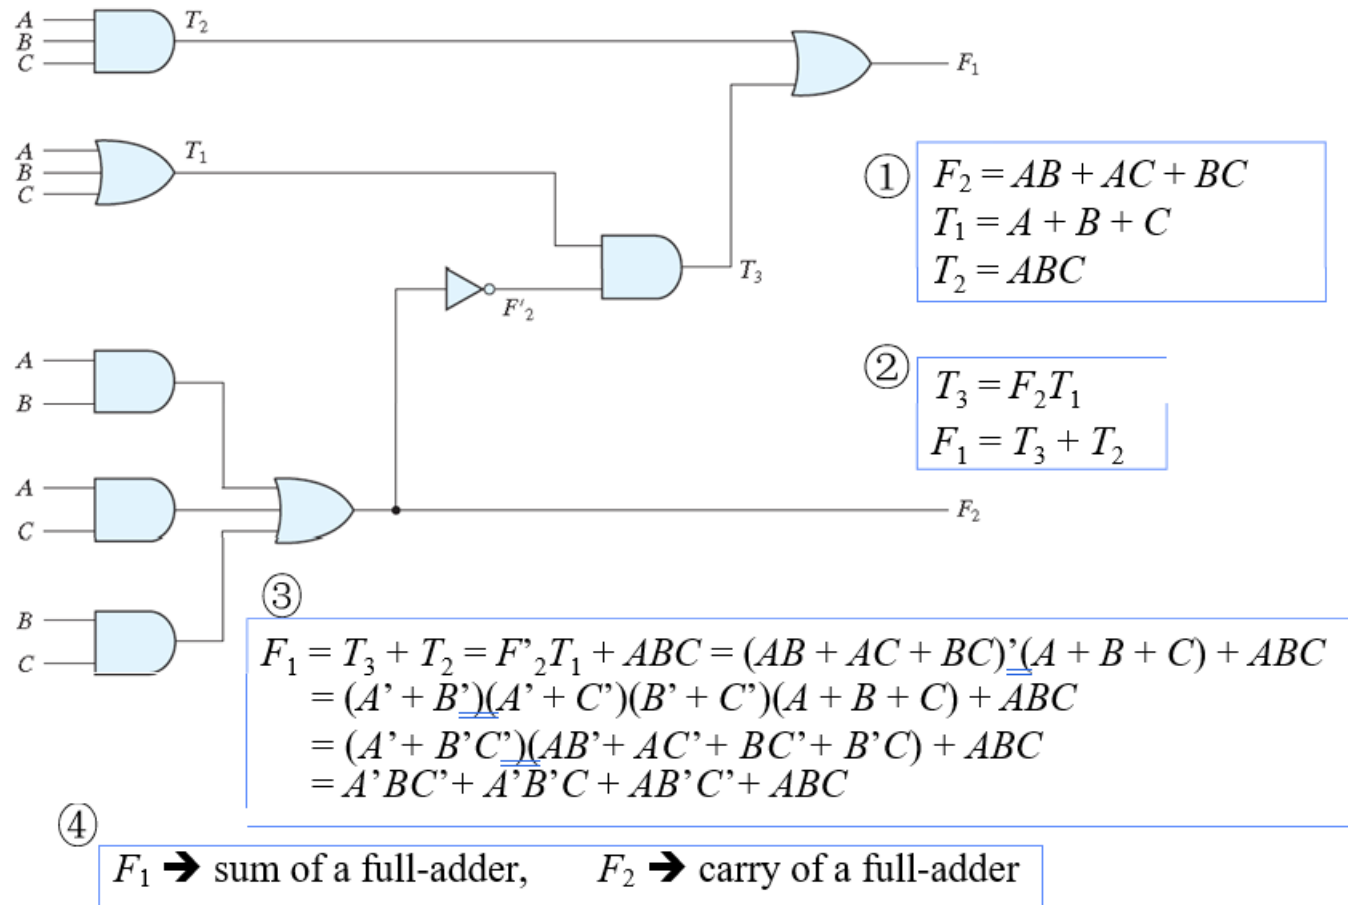 A
B
C
T₂
F₁
A
B
C
T₁
① F₂ = AB + AC + BC
T₁ = A + B + C
T₂ = ABC
T₃
F'₂
A
B
② T₃ = F₂T₁
F₁ = T₃ + T₂
A
C
F₂
B
C
③
F₁ = T₃ + T₂ = F’₂T₁ + ABC = (AB + AC + BC)’(A + B + C) + ABC
= (A’ + B’)(A’ + C’)(B’ + C’)(A + B + C) + ABC
= (A’+ B’C’)(AB’+ AC’+ BC’+ B’C) + ABC
= A’BC’+ A’B’C + AB’C’+ ABC
④
F₁ ➔ sum of a full-adder, F₂ ➔ carry of a full-adder